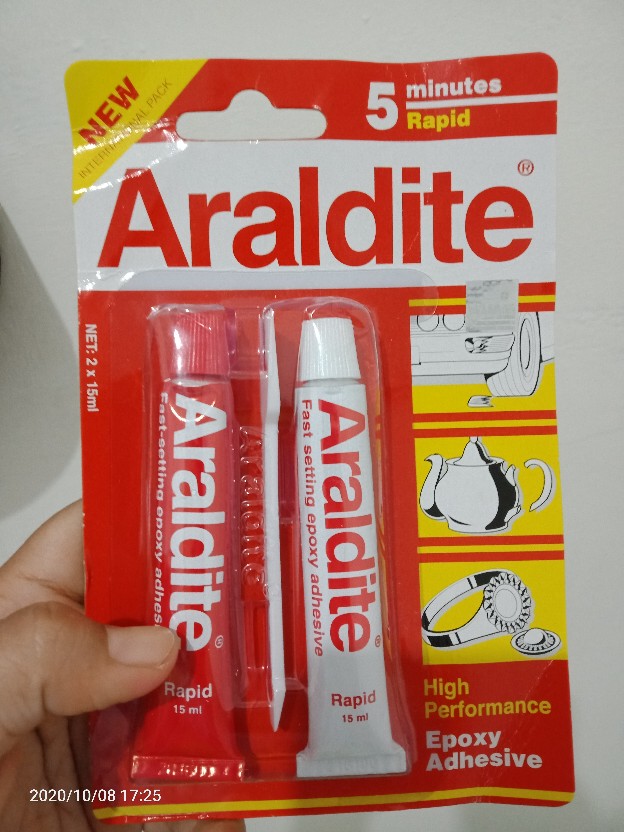 NEW
INTERNATIONAL PACK
5 minutes
Rapid
Araldite®
NET: 2 x 15ml
Araldite®
Fast-setting epoxy
Rapid
15 ml
Araldite
Araldite®
Fast setting epoxy adhesive
Rapid
15 ml
High
Performance
Epoxy
Adhesive
2020/10/08 17:25